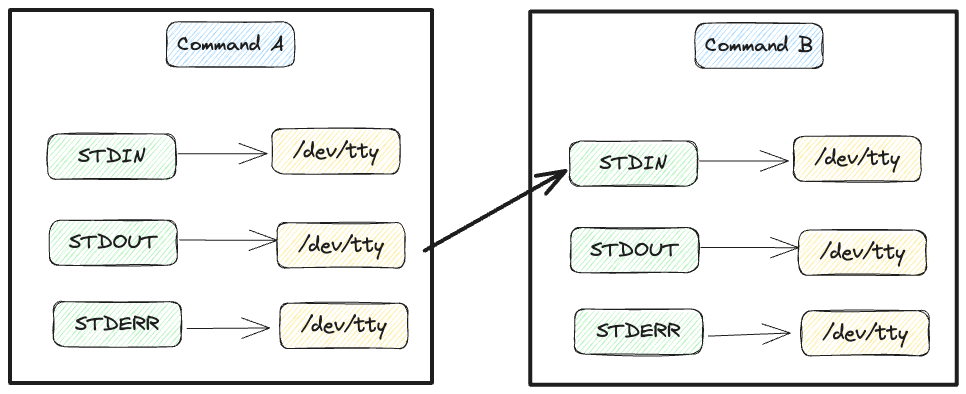 Command A
STDIN
/dev/tty
STDOUT
/dev/tty
STDERR
/dev/tty
Command B
STDIN
/dev/tty
STDOUT
/dev/tty
STDERR
/dev/tty